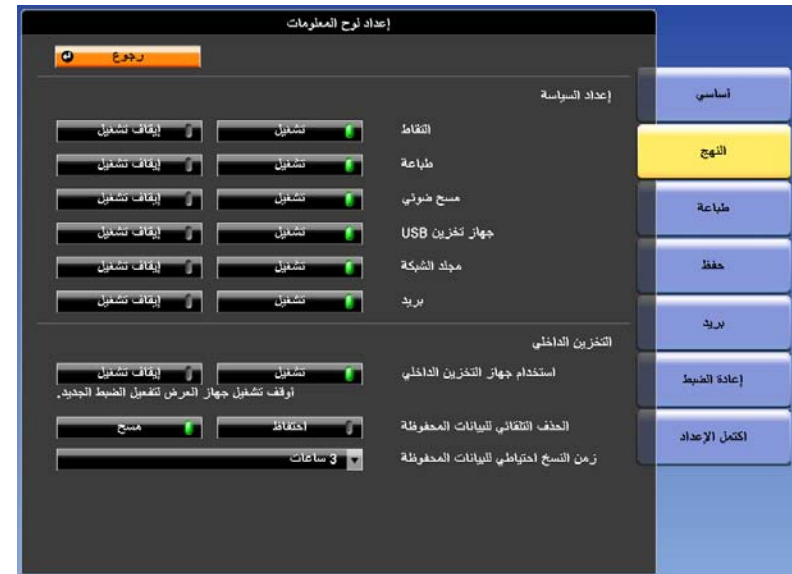 إعداد لوح المعلومات
رجوع
إعداد السياسة
التقاط تشغيل إيقاف تشغيل
طباعة تشغيل إيقاف تشغيل
مسح ضوئي تشغيل إيقاف تشغيل
جهاز تخزين USB تشغيل إيقاف تشغيل
مجلد الشبكة تشغيل إيقاف تشغيل
بريد تشغيل إيقاف تشغيل
التخزين الداخلي
استخدام جهاز التخزين الداخلي تشغيل إيقاف تشغيل
أوقف تشغيل جهاز العرض لتفعيل الضبط الجديد.
الحذف التلقائي للبيانات المحفوظة احتفاظ مسح
زمن النسخ احتياطي للبيانات المحفوظة 3 ساعات
أساسي
النهج
طباعة
حفظ
بريد
إعادة الضبط
اكتمل الإعداد